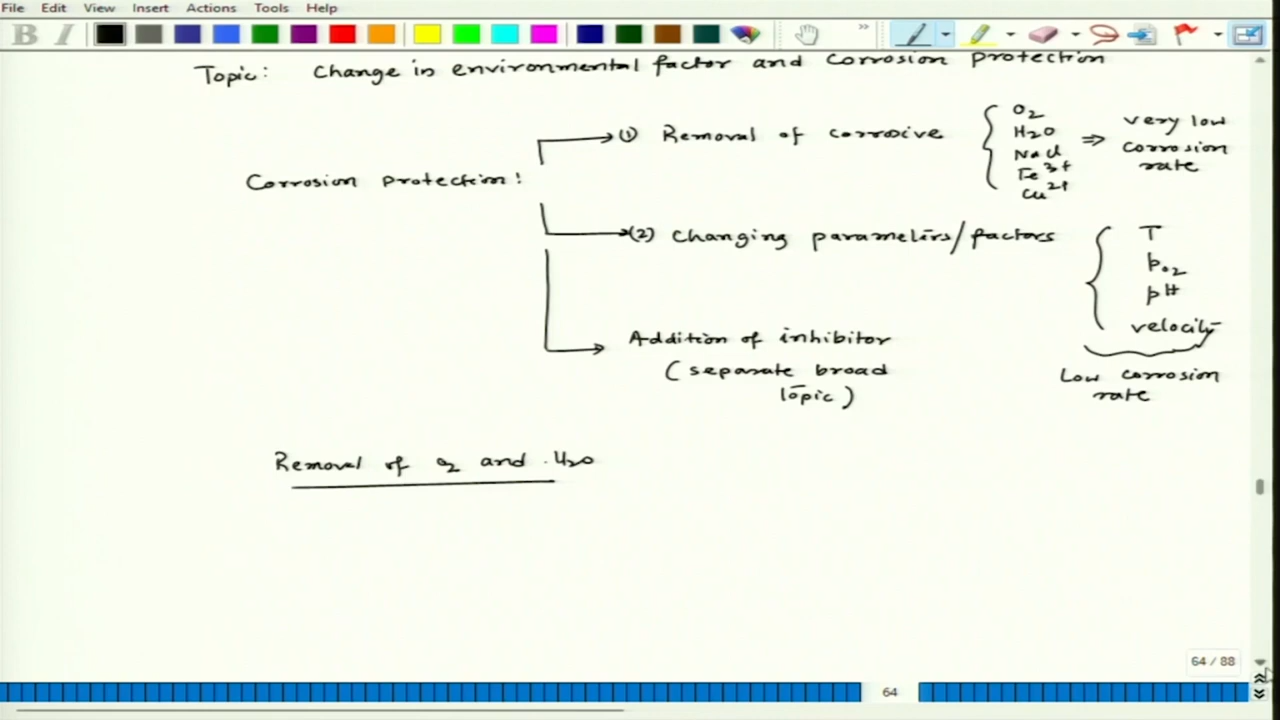 File Edit View Insert Actions Tools Help
B I
Topic: Change in environmental factor and Corrosion protection
Corrosion protection:
(1) Removal of corrosive
O2
H2O
NaCl
Fe3+
Cu2+
⇒ very low
corrosion
rate
(2) Changing parameters/factors
T
pO2
pH
velocity
Low corrosion
rate
Addition of inhibitor
(separate broad
topic)
Removal of O2 and H2O
64 / 88
64